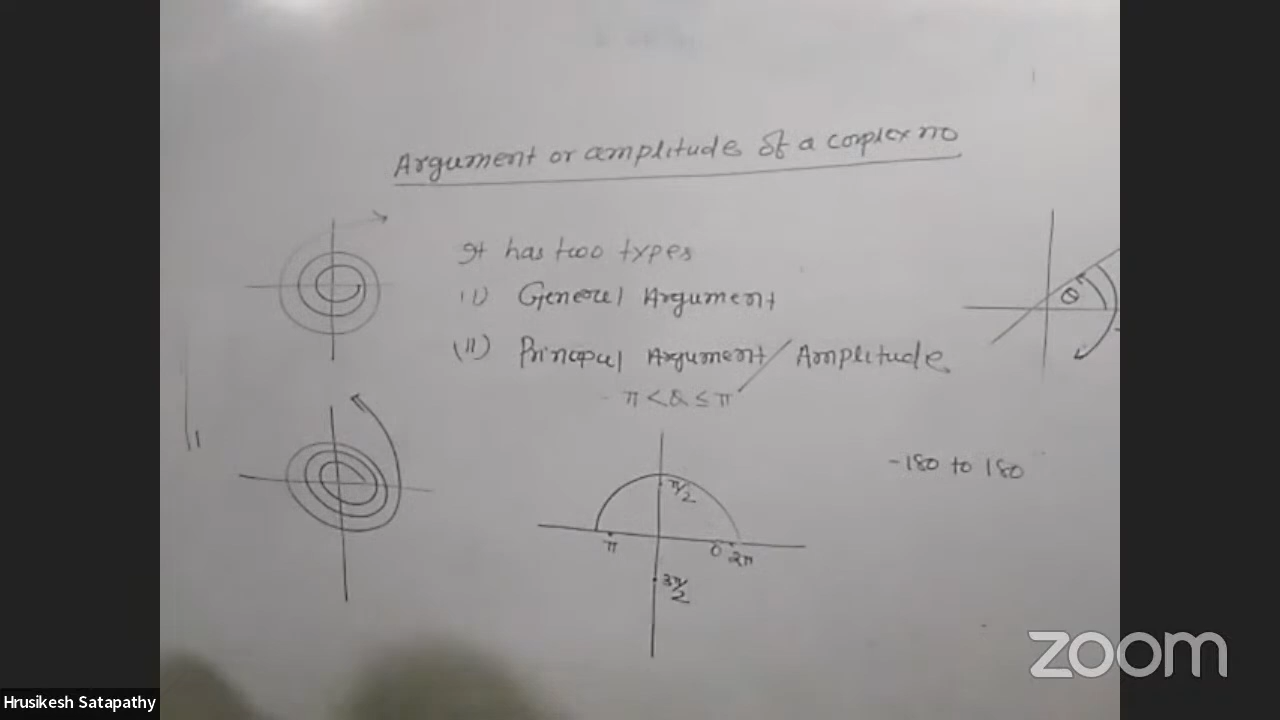 Argument or amplitude of a complex no
It has two types
(i) General Argument
θ
(II) Principal Argument / Amplitude
-π < θ ≤ π
-180 to 180
π/2
π
0
2π
3π/2
zoom
Hrusikesh Satapathy